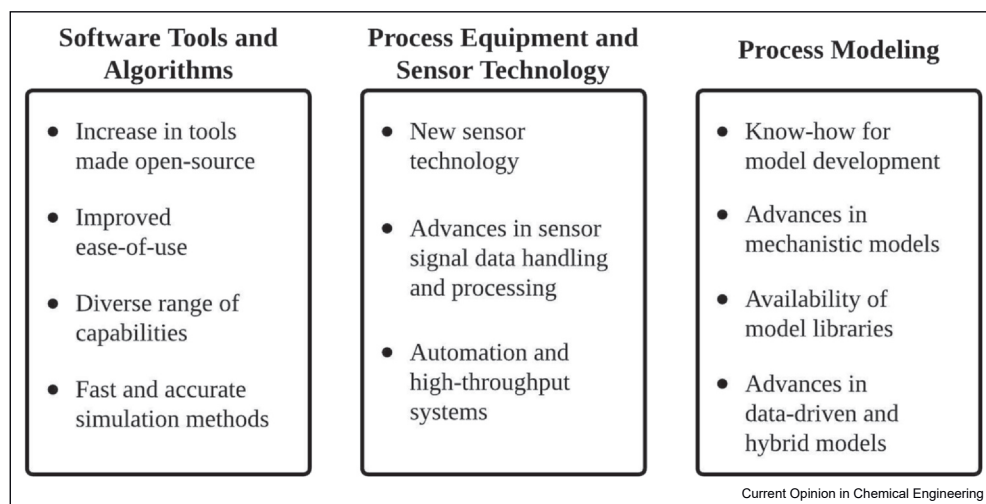 Software Tools and
Algorithms
● Increase in tools
made open-source
● Improved
ease-of-use
● Diverse range of
capabilities
● Fast and accurate
simulation methods
Process Equipment and
Sensor Technology
● New sensor
technology
● Advances in sensor
signal data handling
and processing
● Automation and
high-throughput
systems
Process Modeling
● Know-how for
model development
● Advances in
mechanistic models
● Availability of
model libraries
● Advances in
data-driven and
hybrid models
Current Opinion in Chemical Engineering